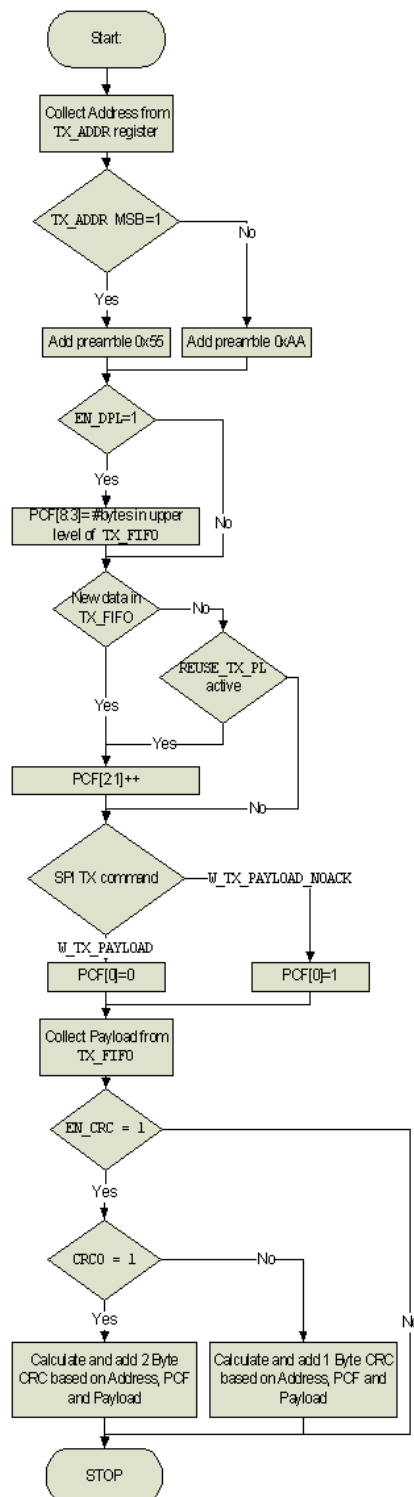 Start:
Collect Address from
TX_ADDR register
TX_ADDR MSB=1
No
Yes
Add preamble 0x55
Add preamble 0xAA
EN_DPL=1
Yes
No
PCF[8:3]= #bytes in upper
level of TX_FIFO
New data in
TX_FIFO
No
REUSE_TX_PL
active
Yes
Yes
PCF[2:1]++
No
SPI TX command
W_TX_PAYLOAD_NOACK
W_TX_PAYLOAD
PCF[0]=0
PCF[0]=1
Collect Payload from
TX_FIFO
EN_CRC = 1
Yes
CRCO = 1
No
Yes
No
Calculate and add 2 Byte
CRC based on Address, PCF
and Payload
Calculate and add 1 Byte CRC
based on Address, PCF and
Payload
STOP